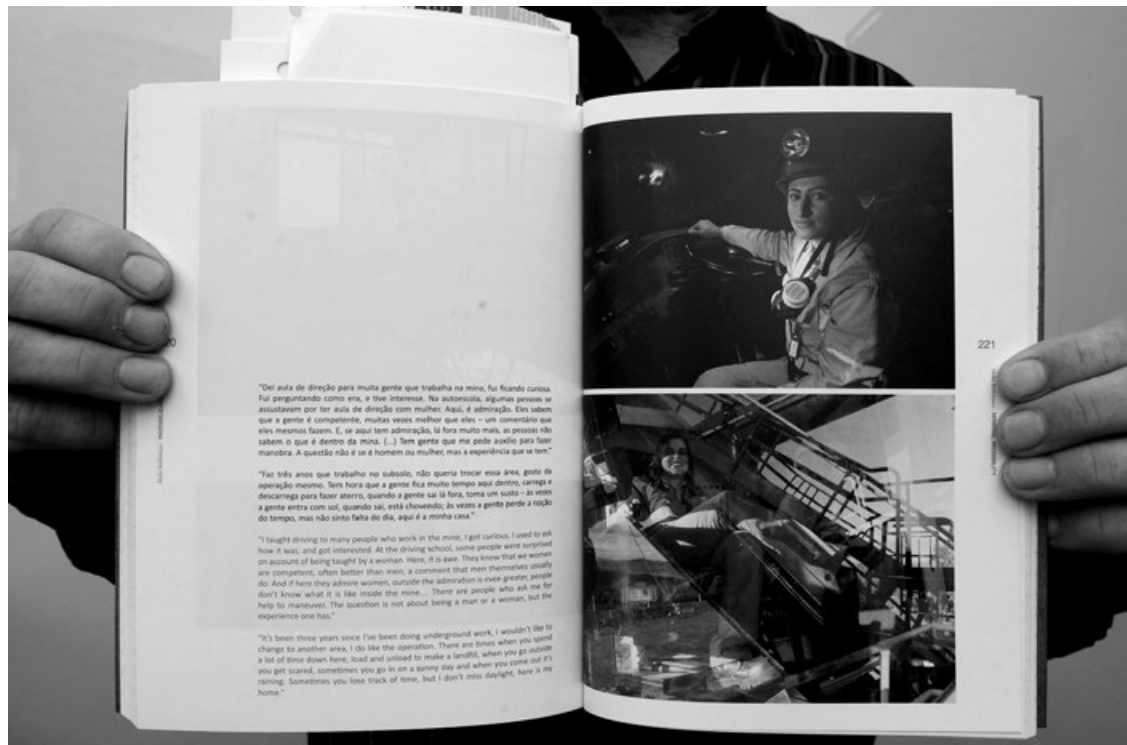 20
"Dei aula de direção para muita gente que trabalha na mina, fui ficando curiosa.
Fui perguntando como era, e tive interesse. Na autoescola, algumas pessoas se
assustavam por ter aula de direção com mulher. Aqui, é admiração. Eles sabem
que a gente é competente, muitas vezes melhor que eles – um comentário que
eles mesmos fazem. E, se aqui tem admiração, lá fora muito mais, as pessoas não
sabem o que é dentro da mina. (...) Tem gente que me pede auxílio para fazer
manobra. A questão não é se é homem ou mulher, mas a experiência que se tem."
"Faz três anos que trabalho no subsolo, não queria trocar essa área, gosto da
operação mesmo. Tem hora que a gente fica muito tempo aqui dentro, carrega e
descarrega para fazer aterro, quando a gente sai lá fora, toma um susto – às vezes
a gente entra com sol, quando sai, está chovendo; às vezes a gente perde a noção
do tempo, mas não sinto falta do dia, aqui é a minha casa."
"I taught driving to many people who work in the mine, I got curious. I used to ask
how it was, and got interested. At the driving school, some people were surprised
on account of being taught by a woman. Here, it is awe. They know that we women
are competent, often better than men; a comment that men themselves usually
do. And if here they admire women, outside the admiration is even greater, people
don't know what it is like inside the mine... There are people who ask me for
help to maneuver. The question is not about being a man or a woman, but the
experience one has."
"It's been three years since I've been doing underground work, I wouldn't like to
change to another area, I do like the operation. There are times when you spend
a lot of time down here, load and unload to make a landfill, when you go outside
you get scared, sometimes you go in on a sunny day and when you come out it's
raining. Sometimes you lose track of time, but I don't miss daylight, here is my
home."
221